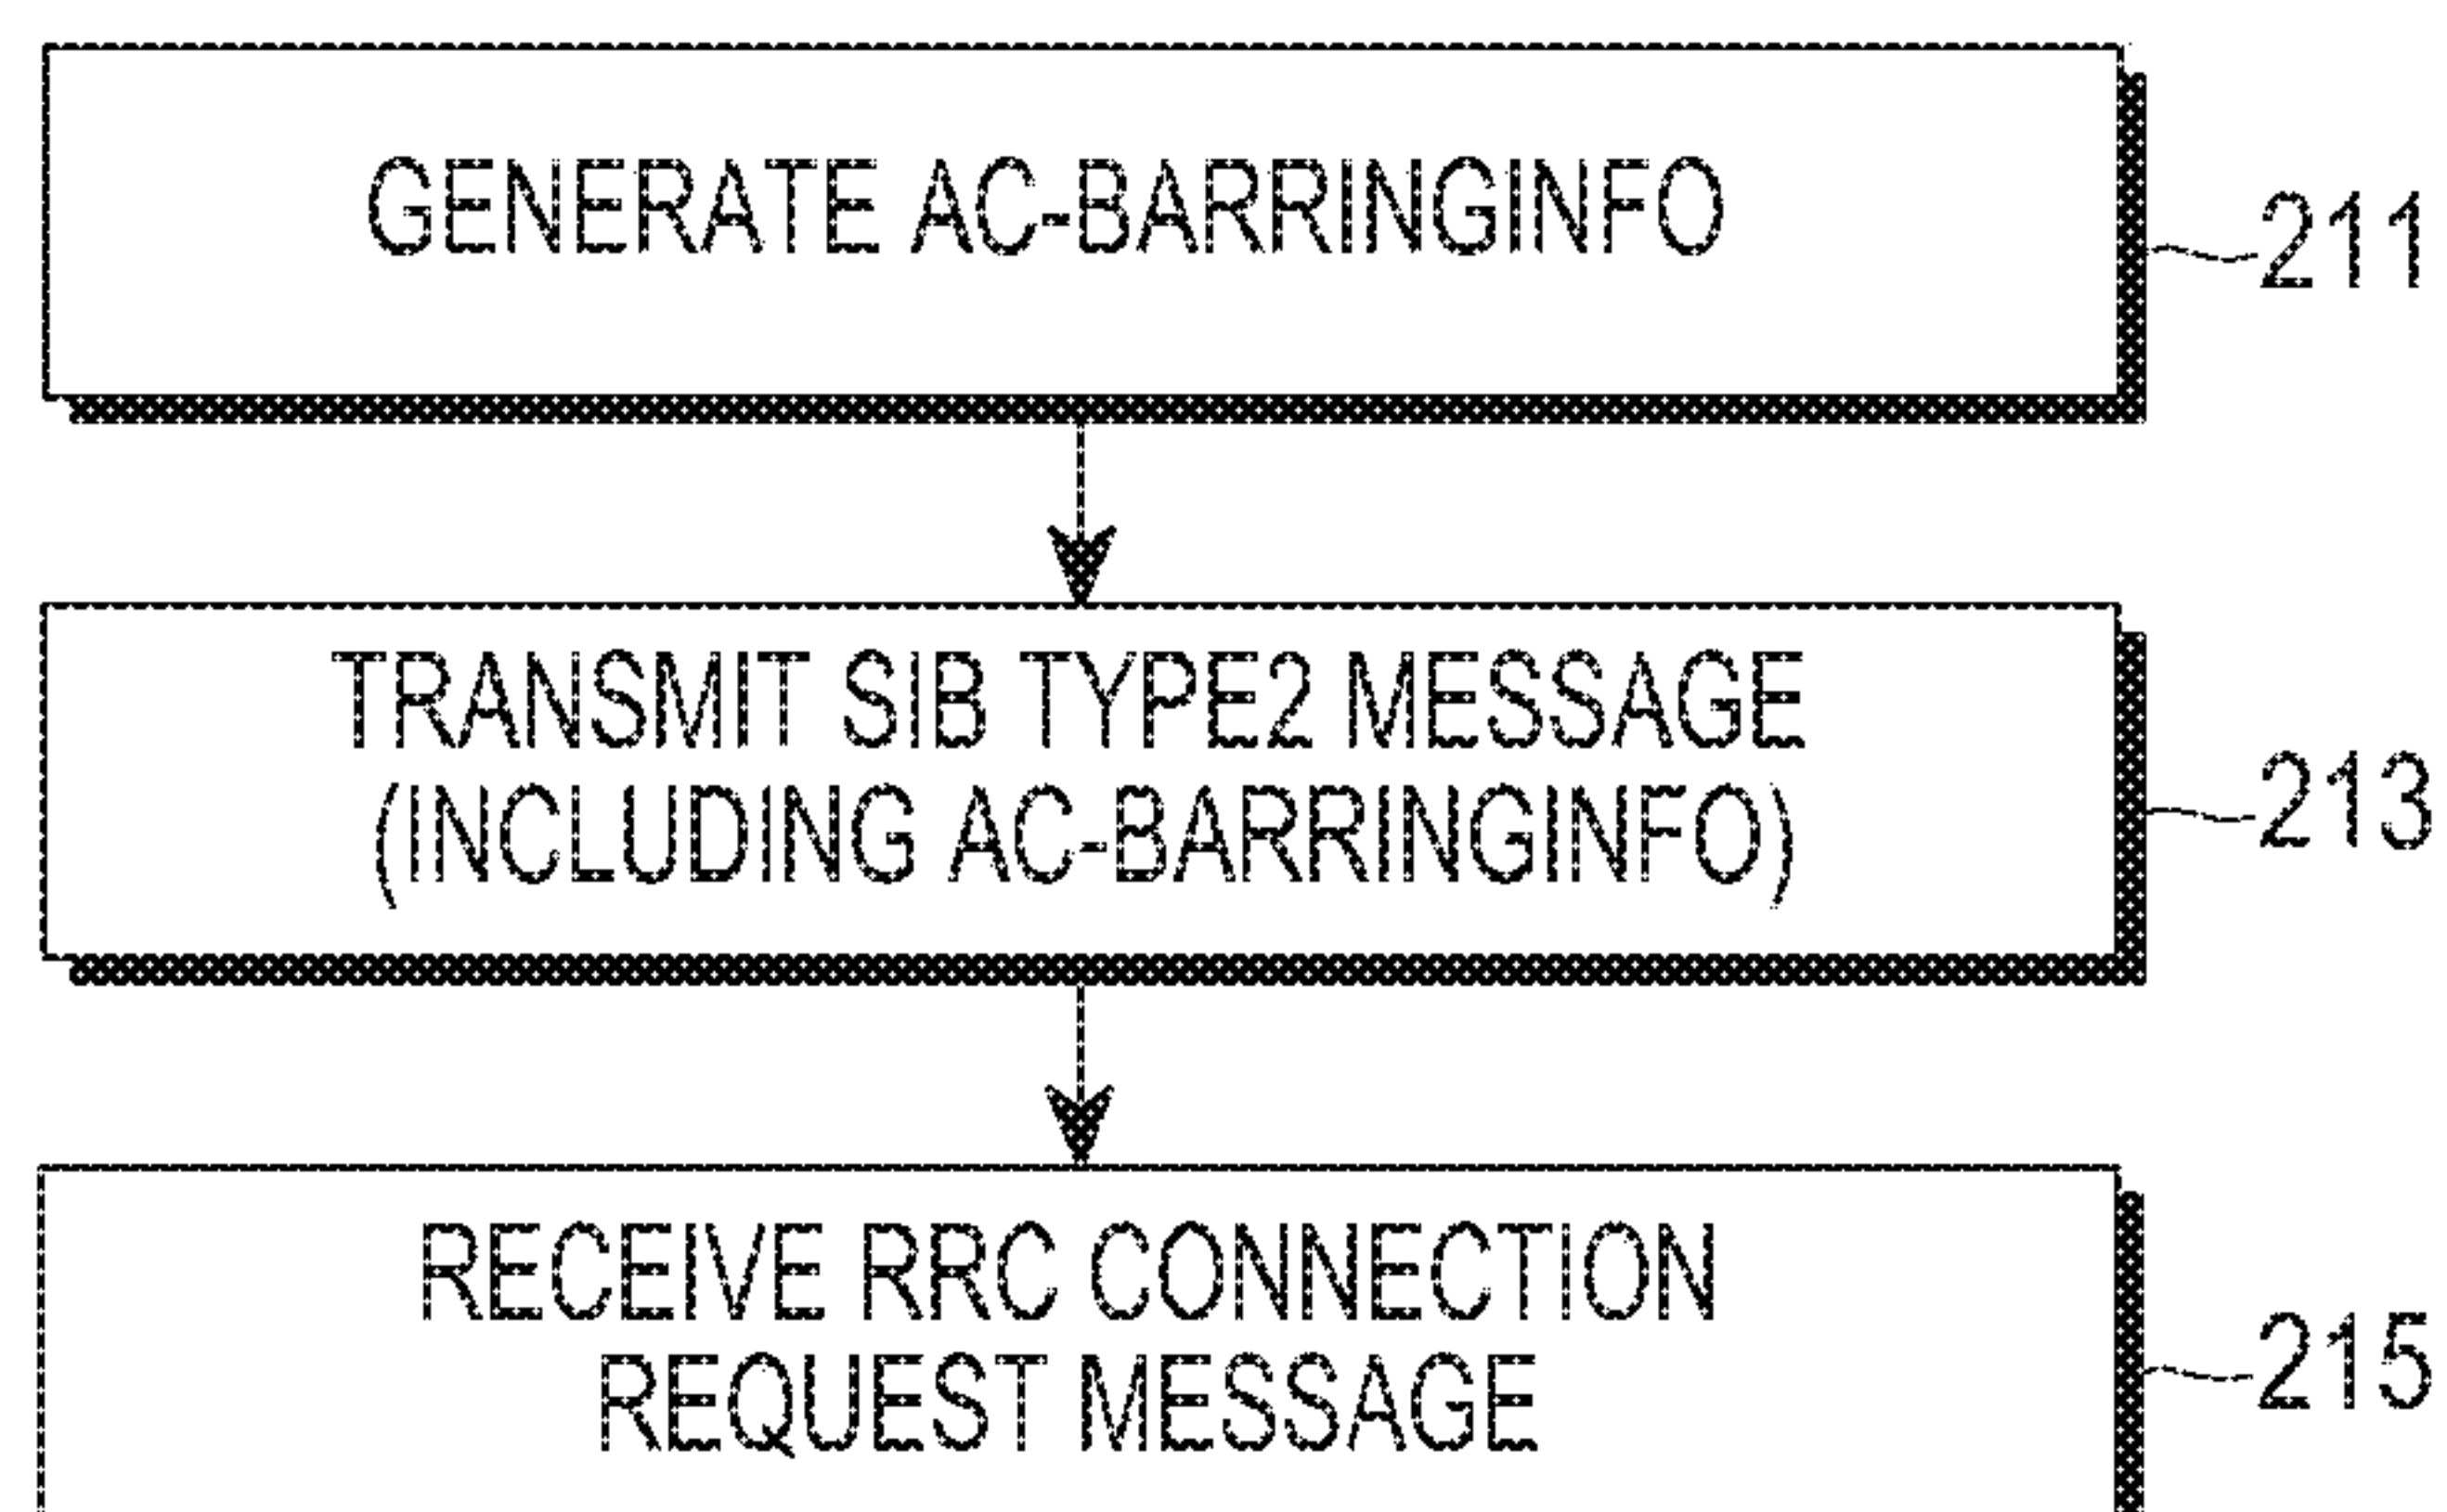 GENERATE AC-BARRINGINFO
211
TRANSMIT SIB TYPE2 MESSAGE
(INCLUDING AC-BARRINGINFO)
213
RECEIVE RRC CONNECTION
REQUEST MESSAGE
215